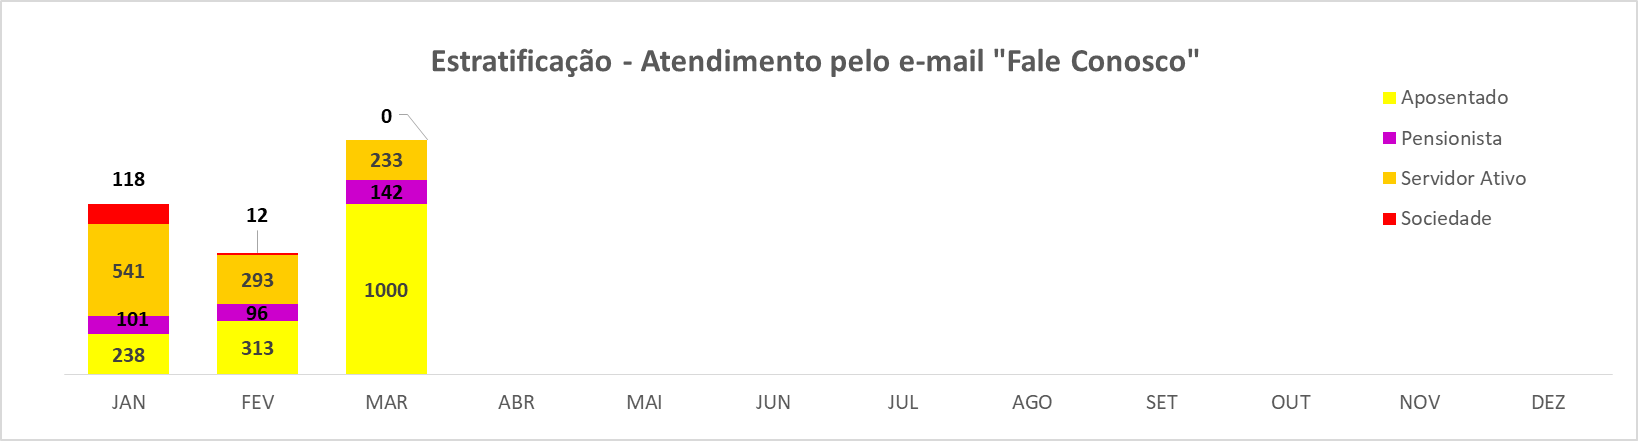 Estratificação - Atendimento pelo e-mail "Fale Conosco"
Aposentado
Pensionista
Servidor Ativo
Sociedade
118
541
101
238
12
293
96
313
0
233
142
1000
JAN FEV MAR ABR MAI JUN JUL AGO SET OUT NOV DEZ